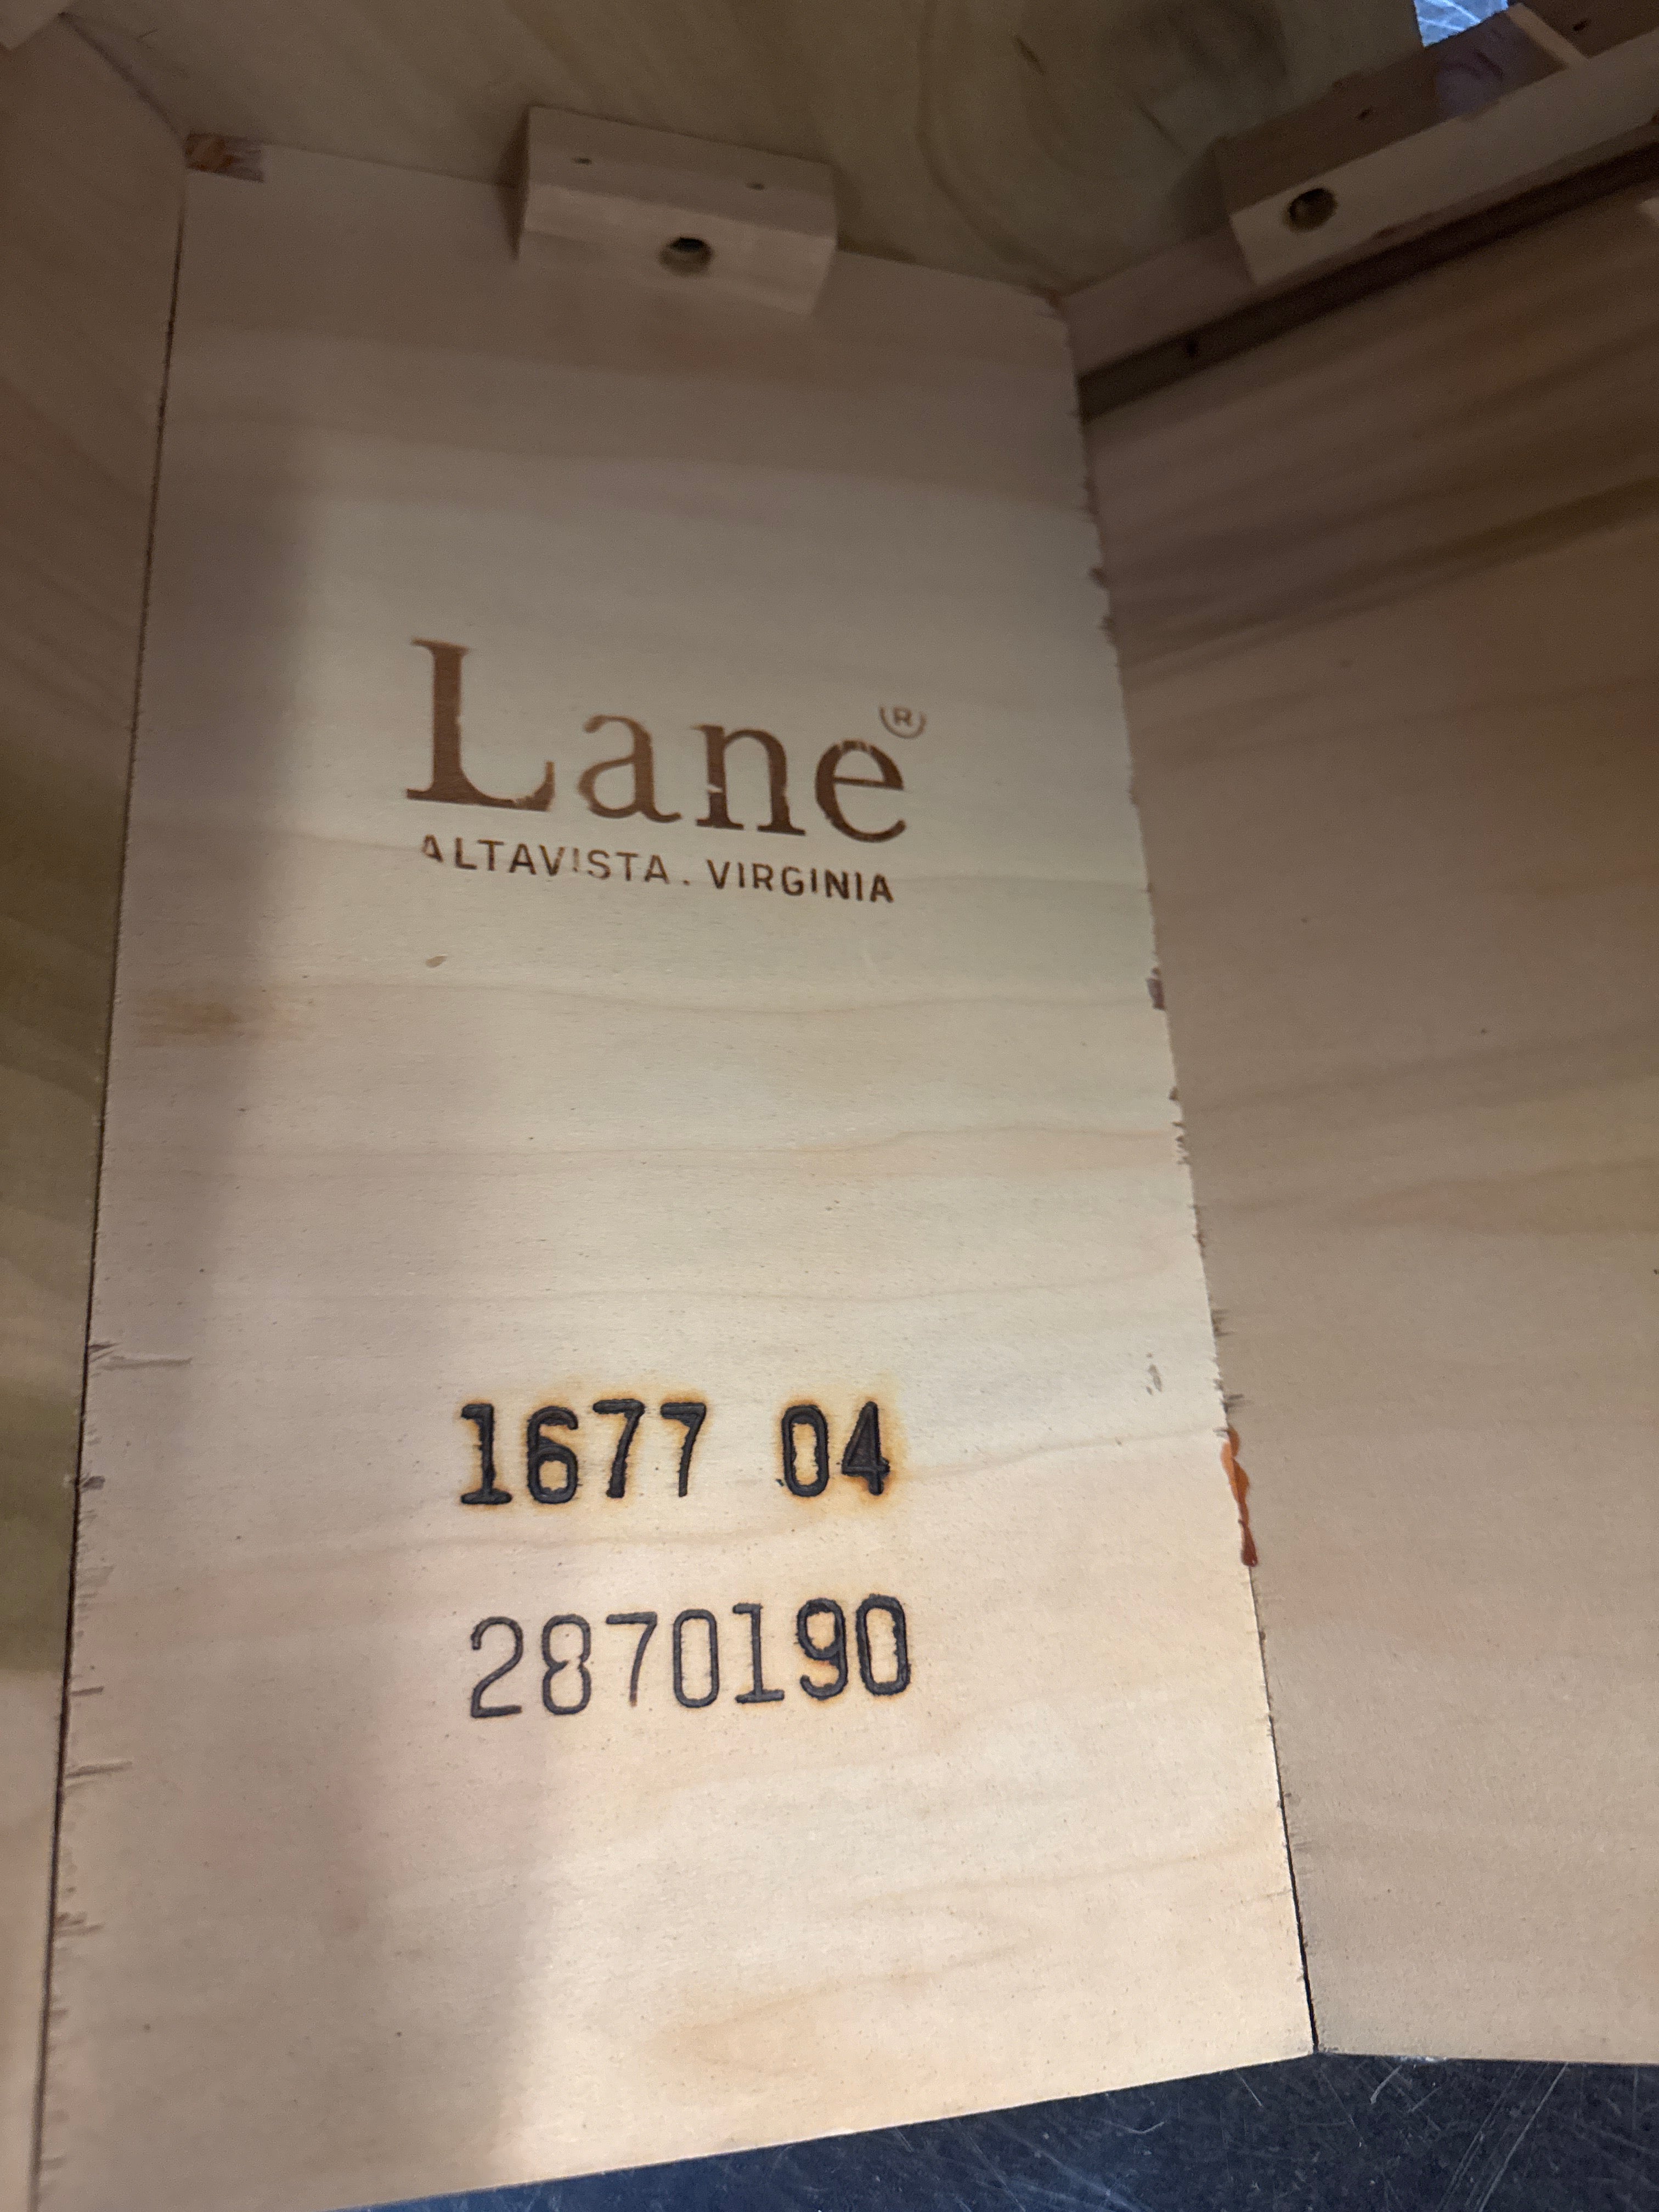 Lane®
ALTAVISTA. VIRGINIA
1677 04
2870190